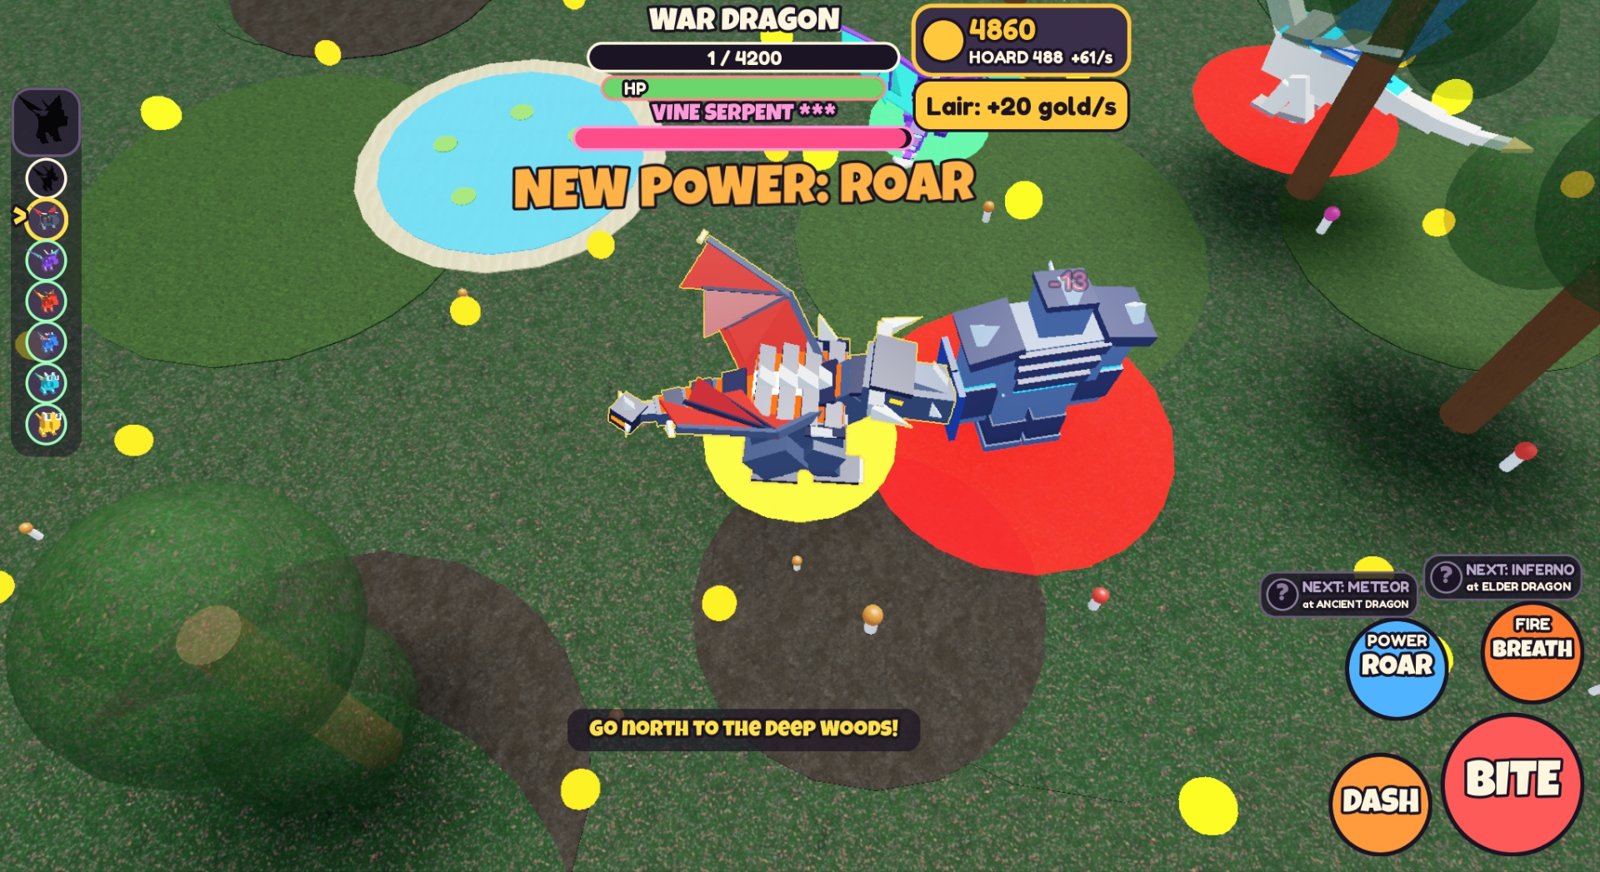 WAR DRAGON
1 / 4200
HP
VINE SERPENT ***
4860
HOARD 488 +61/s
Lair: +20 gold/s
NEW POWER: ROAR
>
-13
? NEXT: METEOR
at ANCIENT DRAGON
? NEXT: INFERNO
at ELDER DRAGON
POWER
ROAR
FIRE
BREATH
GO NORTH TO THE DEEP WOODS!
DASH
BITE